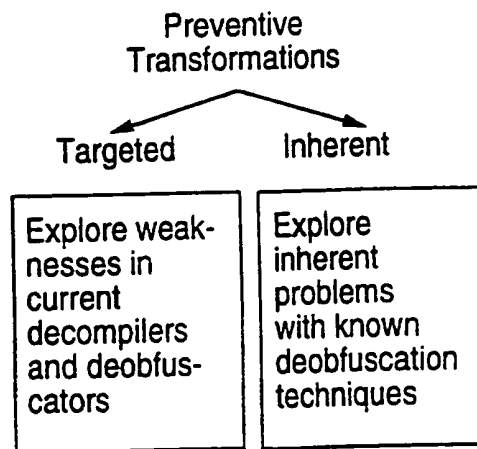 Preventive
Transformations
Targeted
Inherent
Explore weak-
nesses in
current
decompilers
and deobfus-
cators
Explore
inherent
problems
with known
deobfuscation
techniques